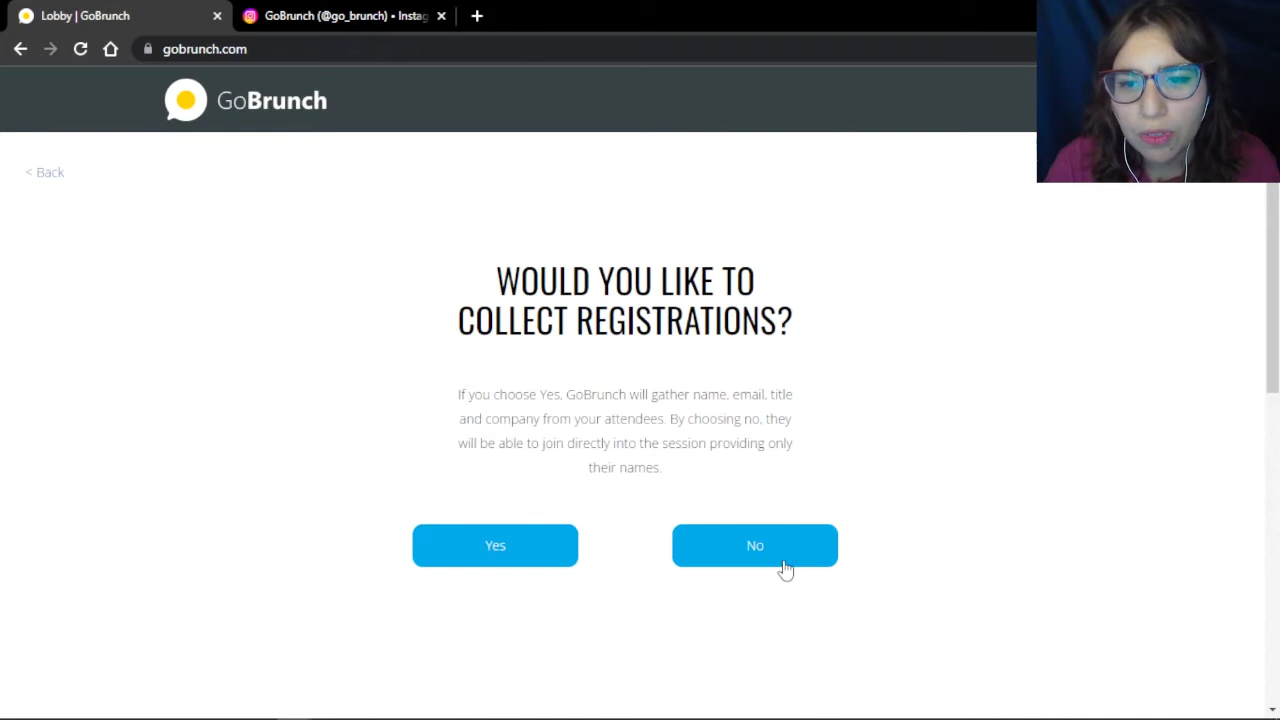 Lobby | GoBrunch
GoBrunch (@go_brunch) • Instag
gobrunch.com
GoBrunch
< Back
WOULD YOU LIKE TO
COLLECT REGISTRATIONS?
If you choose Yes, GoBrunch will gather name, email, title
and company from your attendees. By choosing no, they
will be able to join directly into the session providing only
their names.
Yes
No